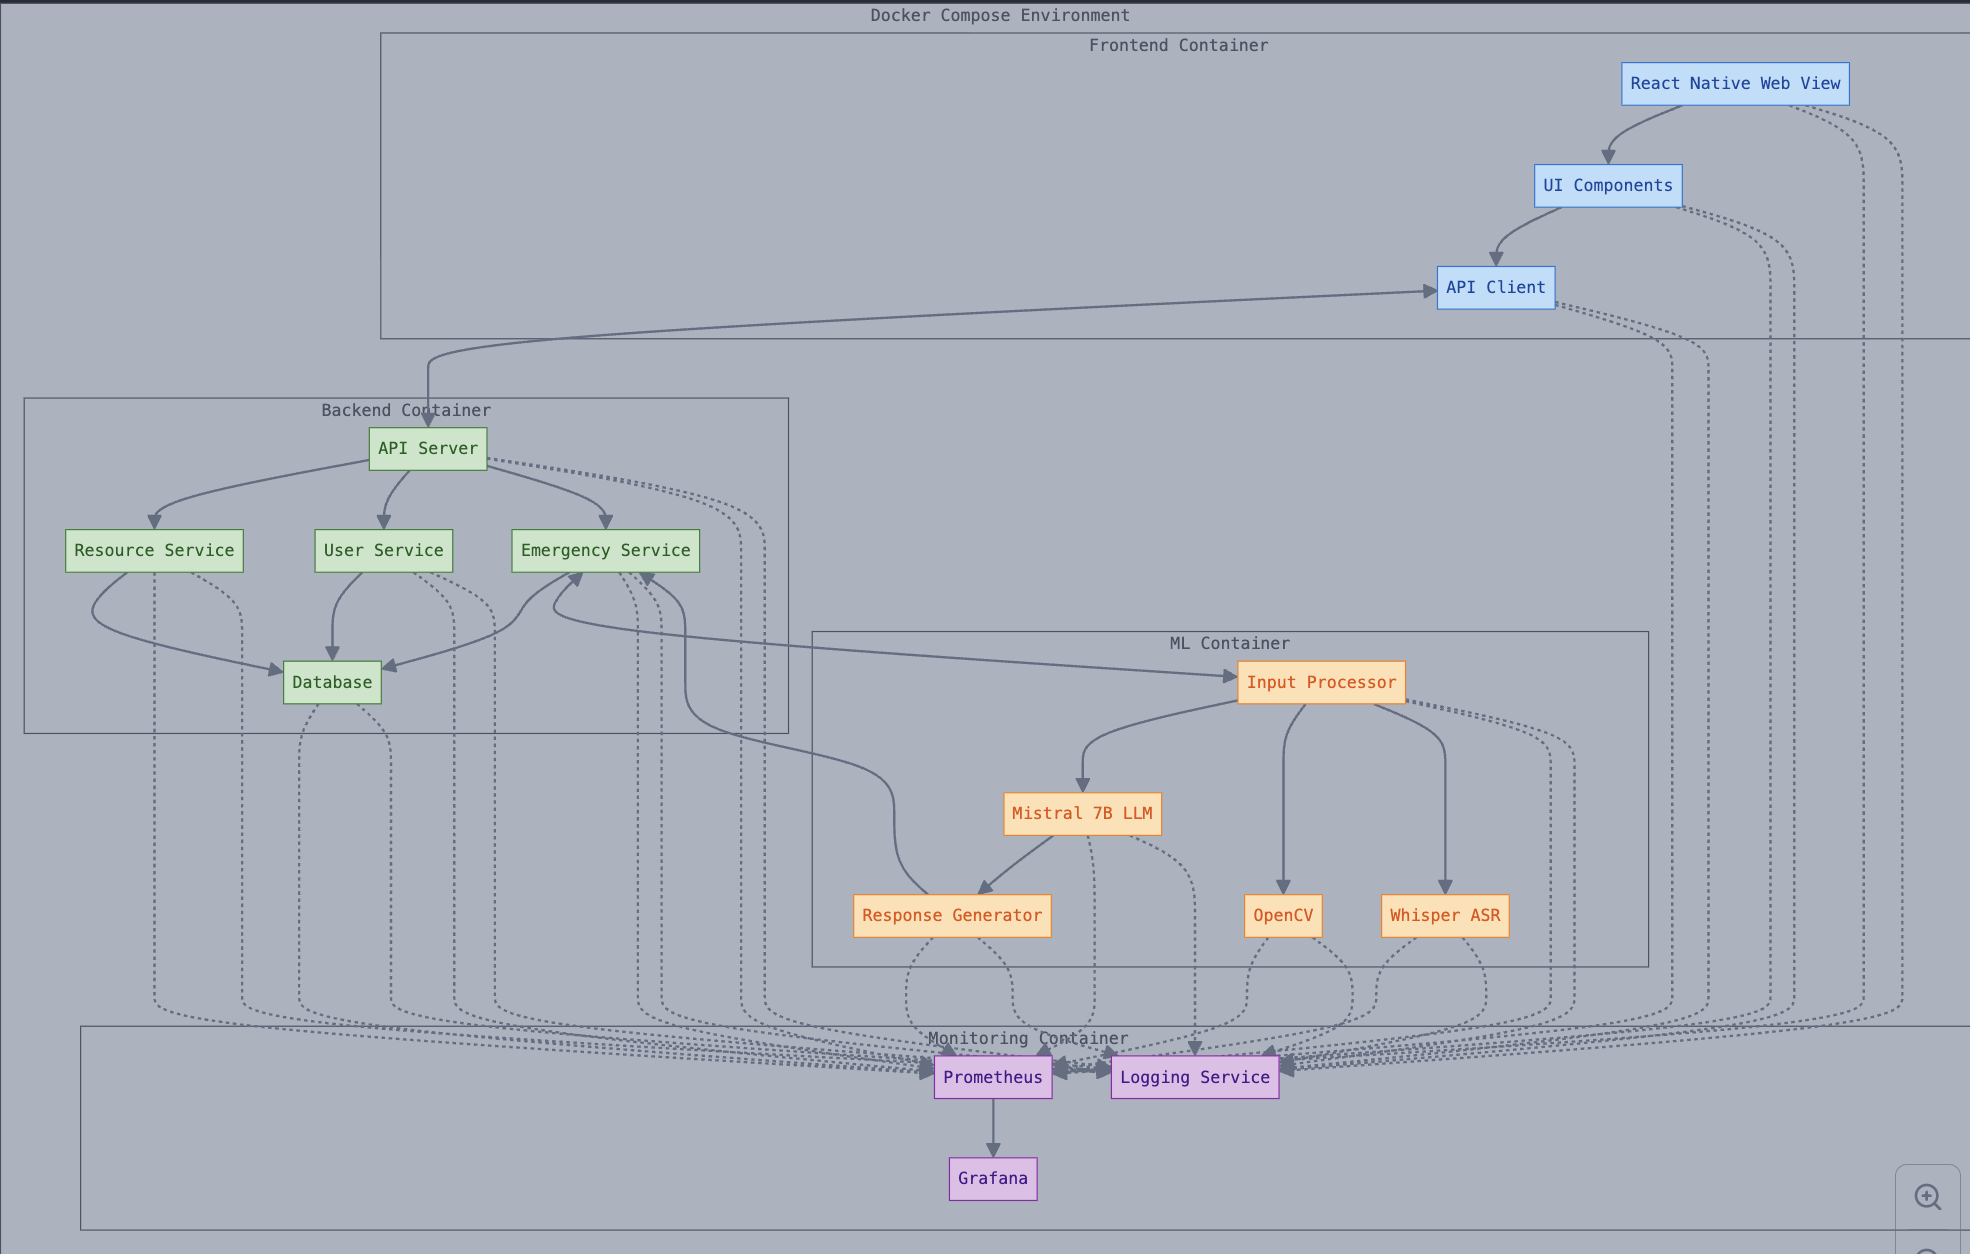 Docker Compose Environment
Frontend Container
React Native Web View
UI Components
API Client
Backend Container
API Server
Resource Service
User Service
Emergency Service
Database
ML Container
Input Processor
Mistral 7B LLM
Response Generator
OpenCV
Whisper ASR
Monitoring Container
Prometheus
Logging Service
Grafana